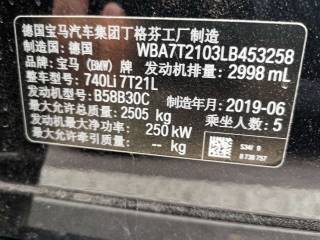 德国宝马汽车集团丁格芬工厂制造
制造国：德国 WBA7T2103LB453258
品牌：宝马 (BMW) 牌 发动机排量：2998 mL
整车型号：740Li 7T21L
发动机型号：B58B30C 制造年月：2019-06
最大允许总质量：2505 kg 乘坐人数：5
发动机最大净功率：250 kW
最大允许牵引质量：-- kg